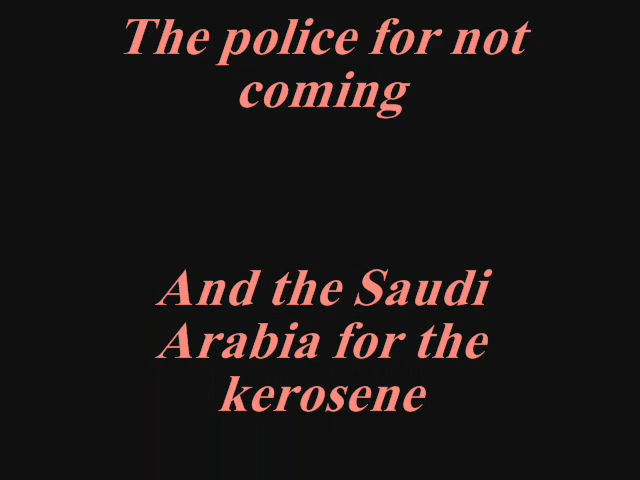 The police for not
coming
And the Saudi
Arabia for the
kerosene